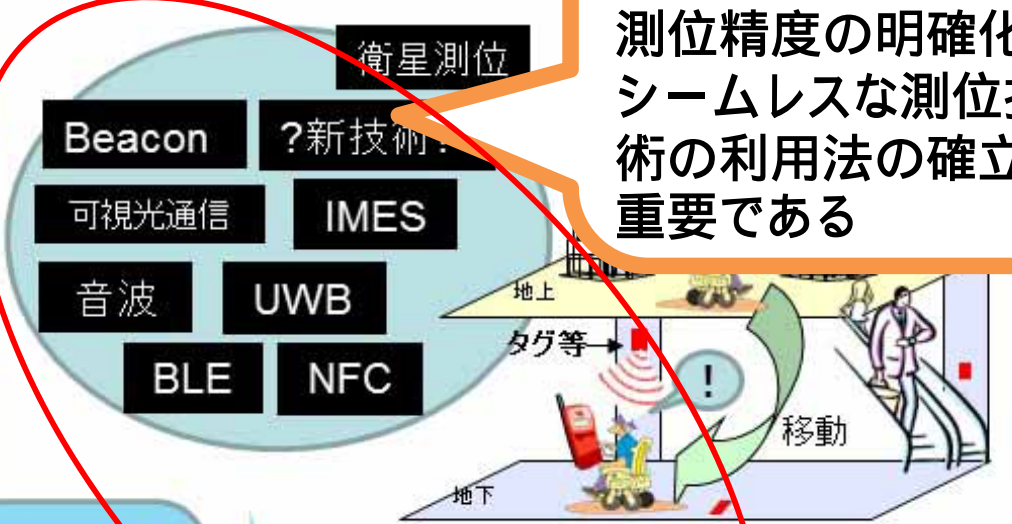 衛星測位
Beacon
?新技術?
可視光通信
IMES
音波
UWB
BLE
NFC
測位精度の明確化
シームレスな測位技
術の利用法の確立
重要である
地上
タグ等
!
移動
地下